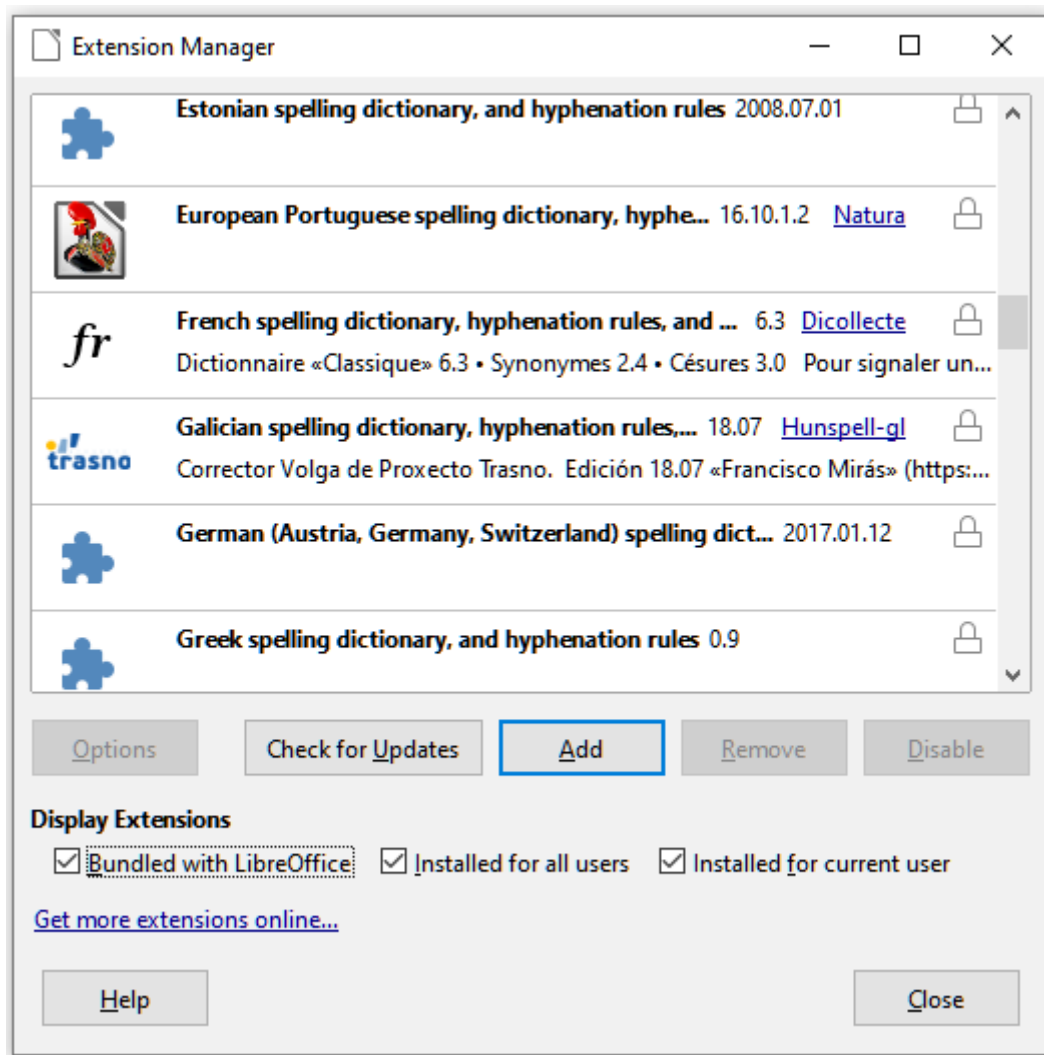 Extension Manager
Estonian spelling dictionary, and hyphenation rules 2008.07.01
European Portuguese spelling dictionary, hyphe... 16.10.1.2 Natura
fr
French spelling dictionary, hyphenation rules, and ... 6.3 Dicollecte
Dictionnaire «Classique» 6.3 • Synonymes 2.4 • Césures 3.0 Pour signaler un...
trasno
Galician spelling dictionary, hyphenation rules,... 18.07 Hunspell-gl
Corrector Volga de Proxecto Trasno. Edición 18.07 «Francisco Mirás» (https:...
German (Austria, Germany, Switzerland) spelling dict... 2017.01.12
Greek spelling dictionary, and hyphenation rules 0.9
Options Check for Updates Add Remove Disable
Display Extensions
Bundled with LibreOffice Installed for all users Installed for current user
Get more extensions online...
Help Close